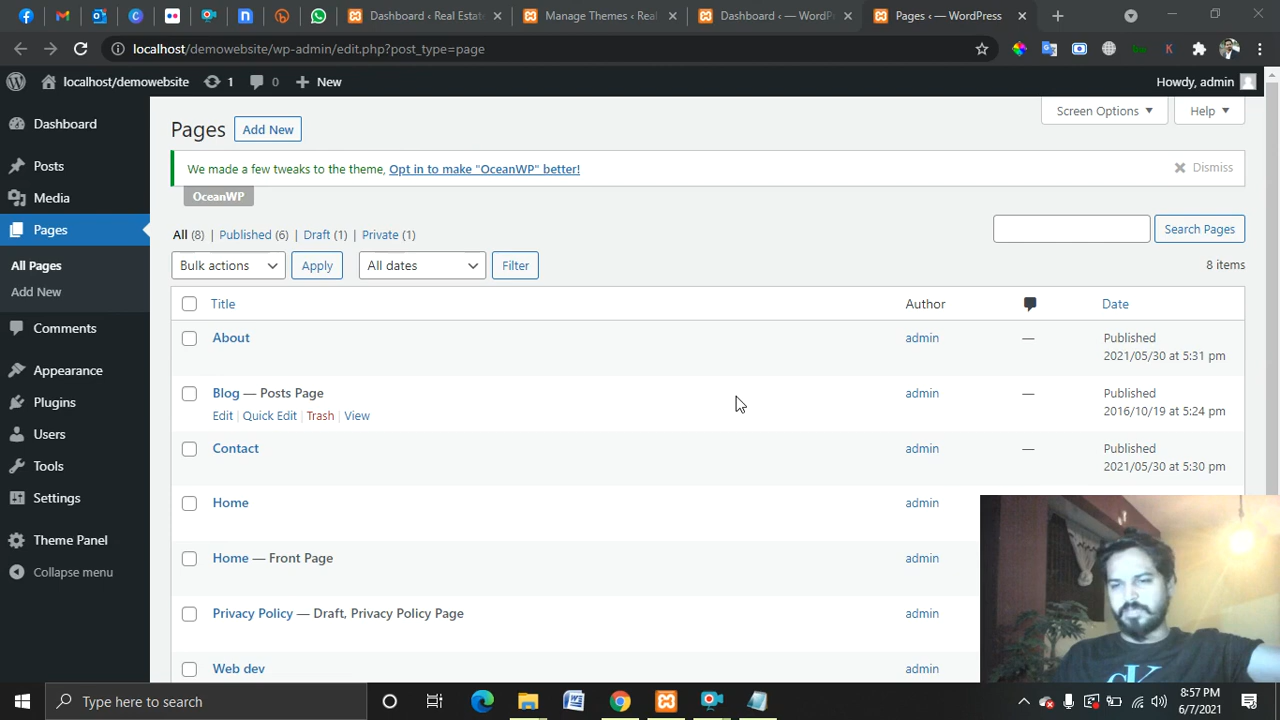 Dashboard ‹ Real Estate
Manage Themes ‹ Real
Dashboard ‹ — WordPr
Pages ‹ — WordPress
localhost/demowebsite/wp-admin/edit.php?post_type=page
localhost/demowebsite 1 0 New Howdy, admin
Dashboard
Posts
Media
Pages
All Pages
Add New
Comments
Appearance
Plugins
Users
Tools
Settings
Theme Panel
Collapse menu
Screen Options Help
Pages Add New
We made a few tweaks to the theme, Opt in to make "OceanWP" better! Dismiss
OceanWP
All (8) | Published (6) | Draft (1) | Private (1) Search Pages
Bulk actions Apply All dates Filter 8 items
Title Author Date
About admin — Published
2021/05/30 at 5:31 pm
Blog — Posts Page admin — Published
2016/10/19 at 5:24 pm
Edit | Quick Edit | Trash | View
Contact admin — Published
2021/05/30 at 5:30 pm
Home admin
Home — Front Page admin
Privacy Policy — Draft, Privacy Policy Page admin
Web dev admin
Type here to search
8:57 PM
6/7/2021